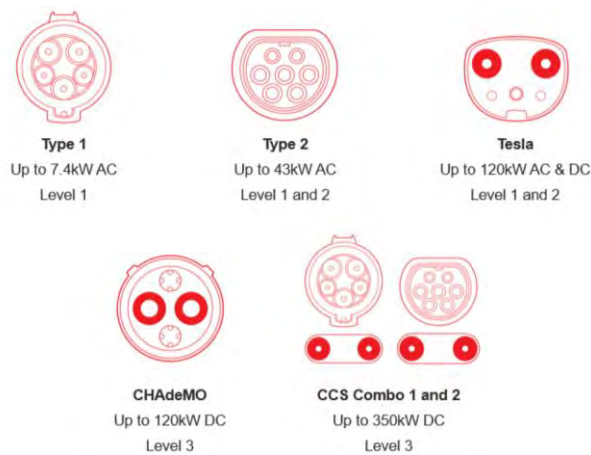 Type 1
Up to 7.4kW AC
Level 1
Type 2
Up to 43kW AC
Level 1 and 2
Tesla
Up to 120kW AC & DC
Level 1 and 2
CHAdeMO
Up to 120kW DC
Level 3
CCS Combo 1 and 2
Up to 350kW DC
Level 3